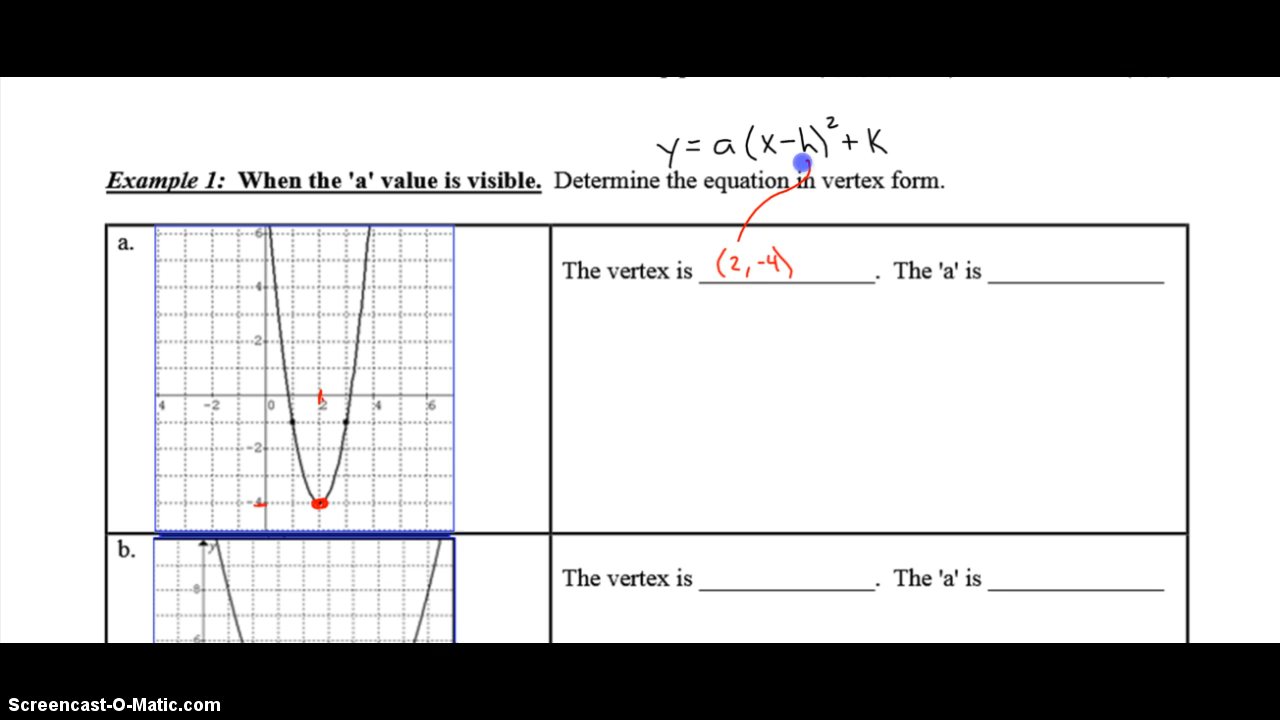 y = a(x-h)² + k
Example 1: When the 'a' value is visible. Determine the equation in vertex form.
a.
6
4
2
4 -2 0 2 4 6
-2
-4
The vertex is (2, -4). The 'a' is
b.
y
8
6
The vertex is . The 'a' is
Screencast-O-Matic.com